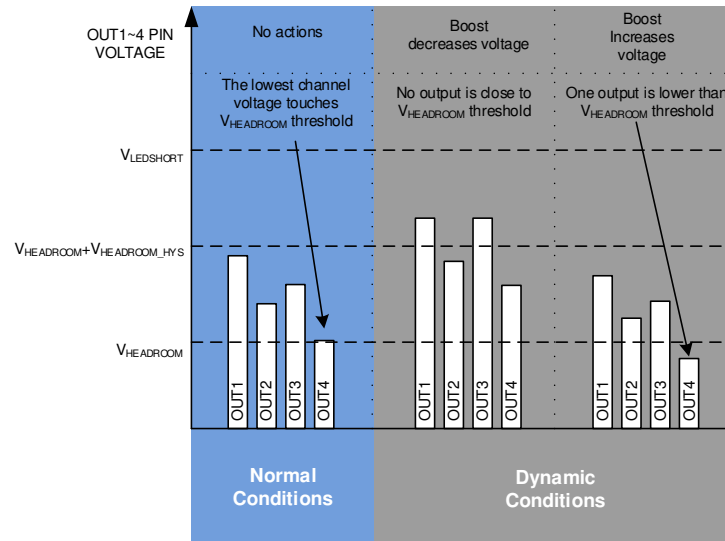 OUT1~4 PIN
VOLTAGE
No actions
Boost
decreases voltage
Boost
Increases
voltage
The lowest channel
voltage touches
VHEADROOM threshold
No output is close to
VHEADROOM threshold
One output is lower than
VHEADROOM threshold
VLEDSHORT
VHEADROOM+VHEADROOM_HYS
VHEADROOM
OUT1
OUT2
OUT3
OUT4
OUT1
OUT2
OUT3
OUT4
OUT1
OUT2
OUT3
OUT4
Normal
Conditions
Dynamic
Conditions